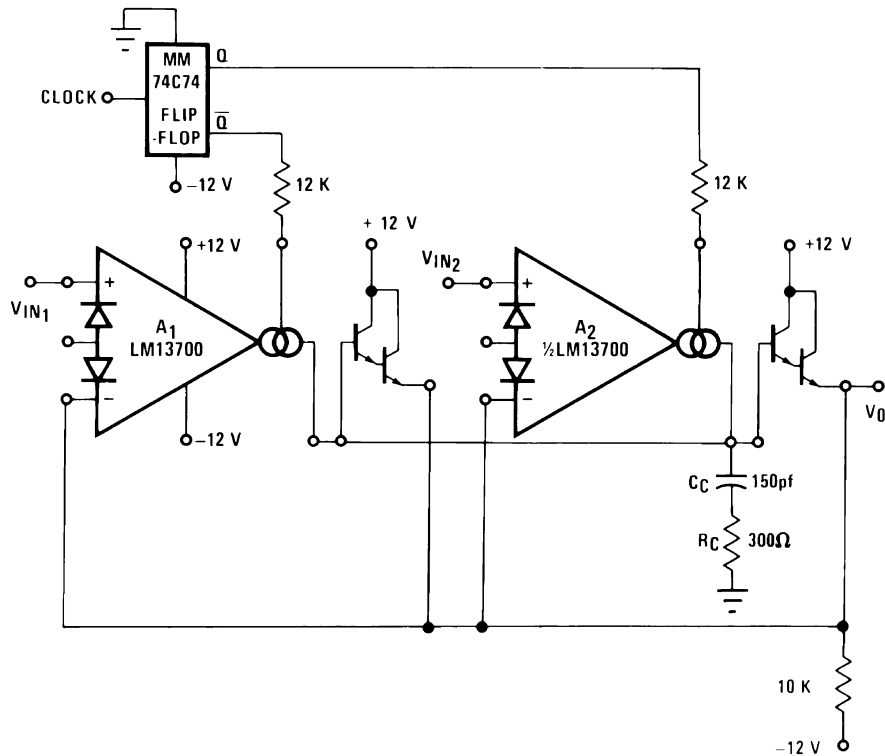 MM
74C74
FLIP
-FLOP
Q
Q̅
CLOCK
-12 V
12 K
12 K
+12 V
+ 12 V
+12 V
VIN1
+
-
A1
LM13700
-12 V
VIN2
+
-
A2
½LM13700
VO
CC 150pf
RC 300Ω
10 K
-12 V